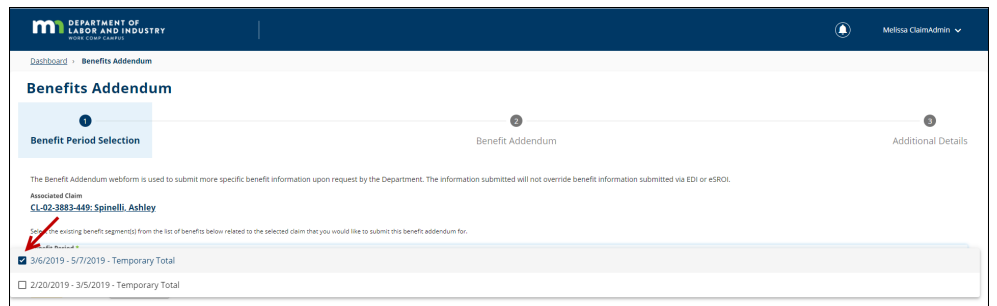 DEPARTMENT OF
LABOR AND INDUSTRY
WORK COMP CAMPUS
Melissa ClaimAdmin
Dashboard › Benefits Addendum
Benefits Addendum
1 2 3
Benefit Period Selection Benefit Addendum Additional Details
The Benefit Addendum webform is used to submit more specific benefit information upon request by the Department. The information submitted will not override benefit information submitted via EDI or eSROI.
Associated Claim
CL-02-3883-449: Spinelli, Ashley
the existing benefit segment(s) from the list of benefits below related to the selected claim that you would like to submit this benefit addendum for.
Period *
3/6/2019 - 5/7/2019 - Temporary Total
2/20/2019 - 3/5/2019 - Temporary Total